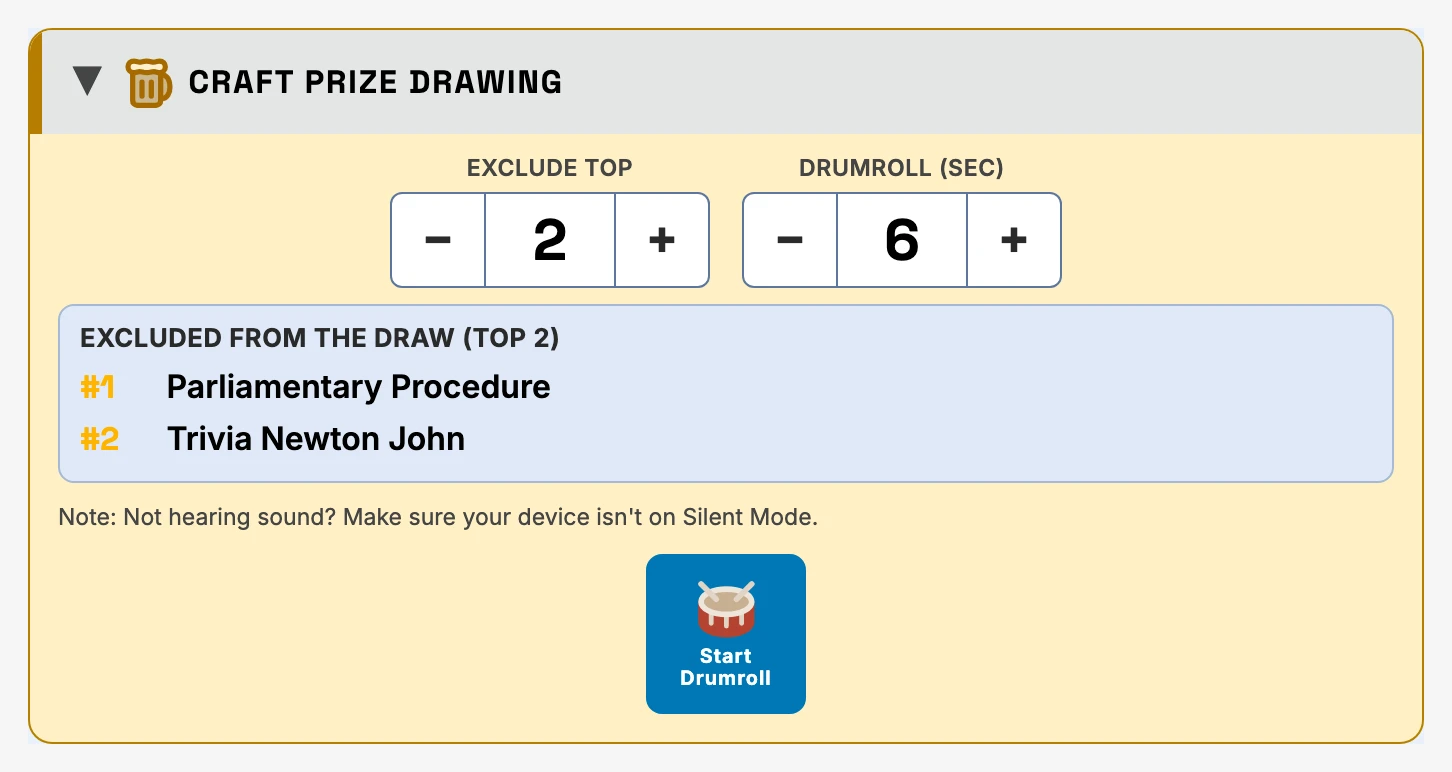 CRAFT PRIZE DRAWING
EXCLUDE TOP
DRUMROLL (SEC)
− 2 +
− 6 +
EXCLUDED FROM THE DRAW (TOP 2)
#1 Parliamentary Procedure
#2 Trivia Newton John
Note: Not hearing sound? Make sure your device isn't on Silent Mode.
Start
Drumroll